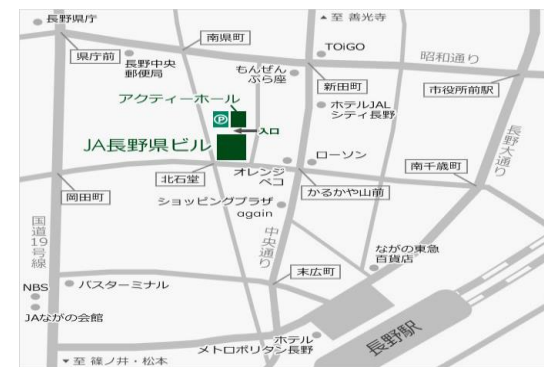 長野県庁
▲至 善光寺
南県町
TOiGO
昭和通り
県庁前
長野中央
郵便局
もんぜん
ぷら座
新田町
市役所前駅
アクティーホール
P
入口
ホテルJAL
シティ長野
長野大通り
JA長野県ビル
ローソン
オレンジ
ペコ
南千歳町
北石堂
かるかや山前
岡田町
ショッピングプラザ
again
国道19号線
中央通り
ながの東急
百貨店
末広町
NBS
バスターミナル
JAながの会館
ホテル
メトロポリタン長野
長野駅
▼至 篠ノ井・松本